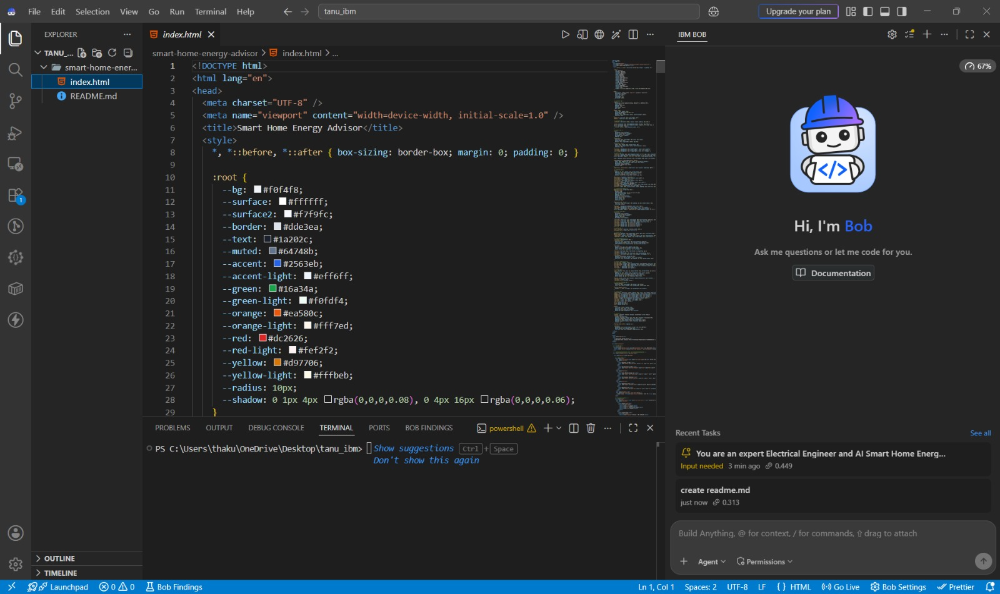 File Edit Selection View Go Run Terminal Help
tanu_ibm
Upgrade your plan
EXPLORER
TANU_...
smart-home-ener...
index.html
README.md
OUTLINE
TIMELINE
1
index.html
smart-home-energy-advisor > index.html > ...
1 <!DOCTYPE html>
2 <html lang="en">
3 <head>
4 <meta charset="UTF-8" />
5 <meta name="viewport" content="width=device-width, initial-scale=1.0" />
6 <title>Smart Home Energy Advisor</title>
7 <style>
8 *, *::before, *::after { box-sizing: border-box; margin: 0; padding: 0; }
9
10 :root {
11 --bg: #f0f4f8;
12 --surface: #ffffff;
13 --surface2: #f7f9fc;
14 --border: #dde3ea;
15 --text: #1a202c;
16 --muted: #64748b;
17 --accent: #2563eb;
18 --accent-light: #eff6ff;
19 --green: #16a34a;
20 --green-light: #f0fdf4;
21 --orange: #ea580c;
22 --orange-light: #fff7ed;
23 --red: #dc2626;
24 --red-light: #fef2f2;
25 --yellow: #d97706;
26 --yellow-light: #fffbeb;
27 --radius: 10px;
28 --shadow: 0 1px 4px rgba(0,0,0,0.08), 0 4px 16px rgba(0,0,0,0.06);
29 }
PROBLEMS OUTPUT DEBUG CONSOLE TERMINAL PORTS BOB FINDINGS
powershell
PS C:\Users\thaku\OneDrive\Desktop\tanu_ibm> Show suggestions Ctrl + Space
Don't show this again
IBM BOB
67%
</>
Hi, I'm Bob
Ask me questions or let me code for you.
Documentation
Recent Tasks
See all
You are an expert Electrical Engineer and AI Smart Home Energ...
Input needed 3 min ago 0.449
create readme.md
just now 0.313
Build Anything, @ for context, / for commands, ⇧ drag to attach
Agent
Permissions
Launchpad 0 0 Bob Findings
Ln 1, Col 1 Spaces: 2 UTF-8 LF { } HTML Go Live Bob Settings Prettier